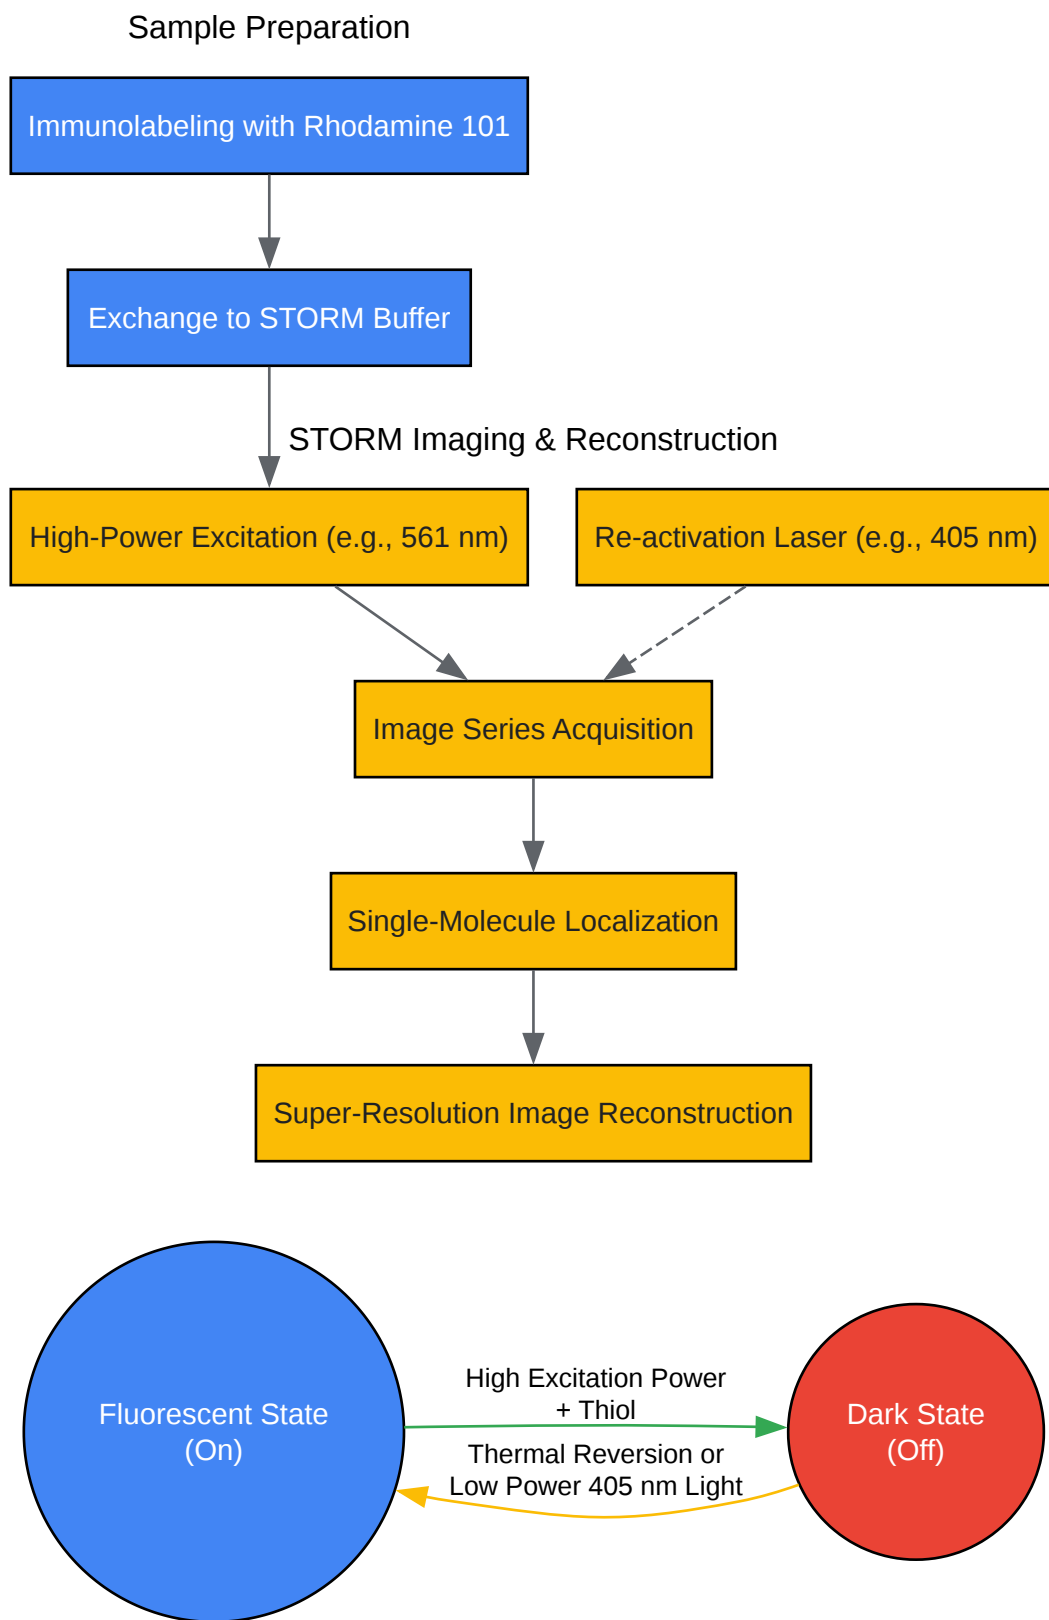 Sample Preparation
Immunolabeling with Rhodamine 101
Exchange to STORM Buffer
STORM Imaging & Reconstruction
High-Power Excitation (e.g., 561 nm)
Re-activation Laser (e.g., 405 nm)
Image Series Acquisition
Single-Molecule Localization
Super-Resolution Image Reconstruction
Fluorescent State
(On)
High Excitation Power
+ Thiol
Thermal Reversion or
Low Power 405 nm Light
Dark State
(Off)